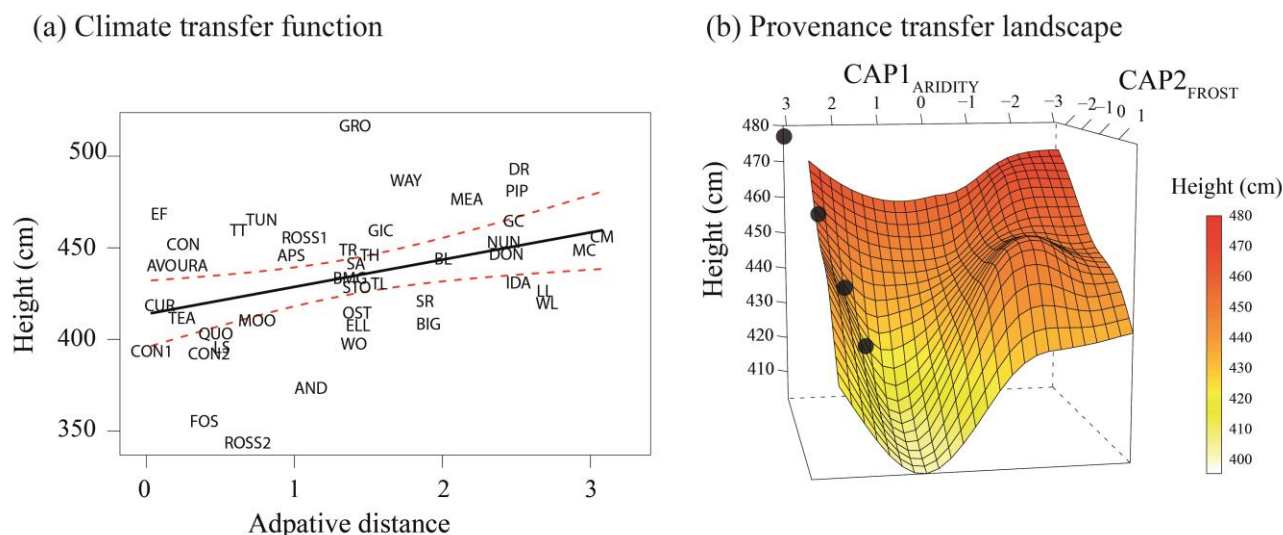 (a) Climate transfer function
Height (cm)
500
450
400
350
GRO
DR
WAY
PIP
MEA
EF
TUN
GC
TT
GIC
CM
ROSS1
NUN
CON
TR
MC
APS
TH
DON
BL
AVOURA
SA
BMG
TL
IDA
STO
LL
CUR
SR
WL
TEA
OST
MOO
ELL
BIG
QUO
WO
LS
CON1
CON2
AND
FOS
ROSS2
0 1 2 3
Adpative distance
(b) Provenance transfer landscape
CAP1ARIDITY
CAP2FROST
3 2 1 0 −1 −2 −3
−2 −1 0 1
Height (cm)
480
470
460
450
440
430
420
410
Height (cm)
480
470
460
450
440
430
420
410
400